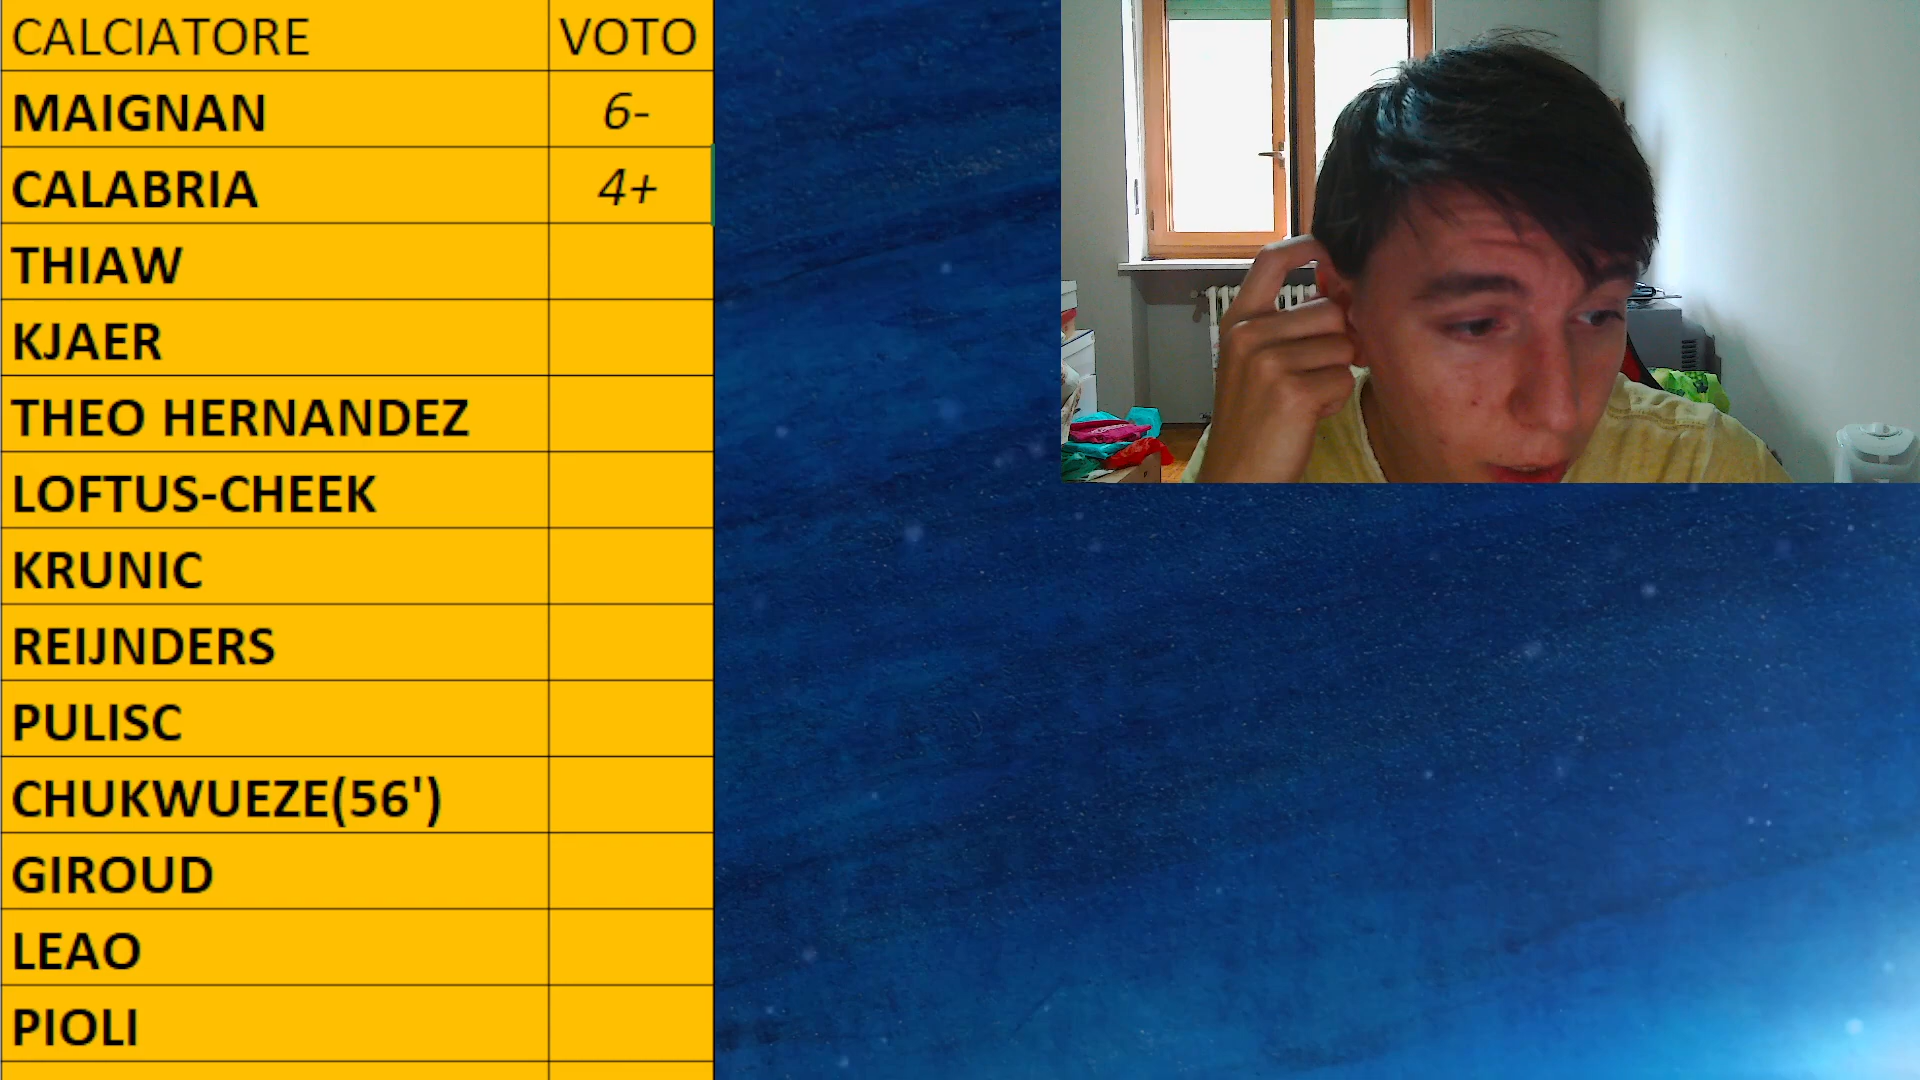 CALCIATORE VOTO
MAIGNAN 6-
CALABRIA 4+
THIAW
KJAER
THEO HERNANDEZ
LOFTUS-CHEEK
KRUNIC
REIJNDERS
PULISC
CHUKWUEZE(56')
GIROUD
LEAO
PIOLI